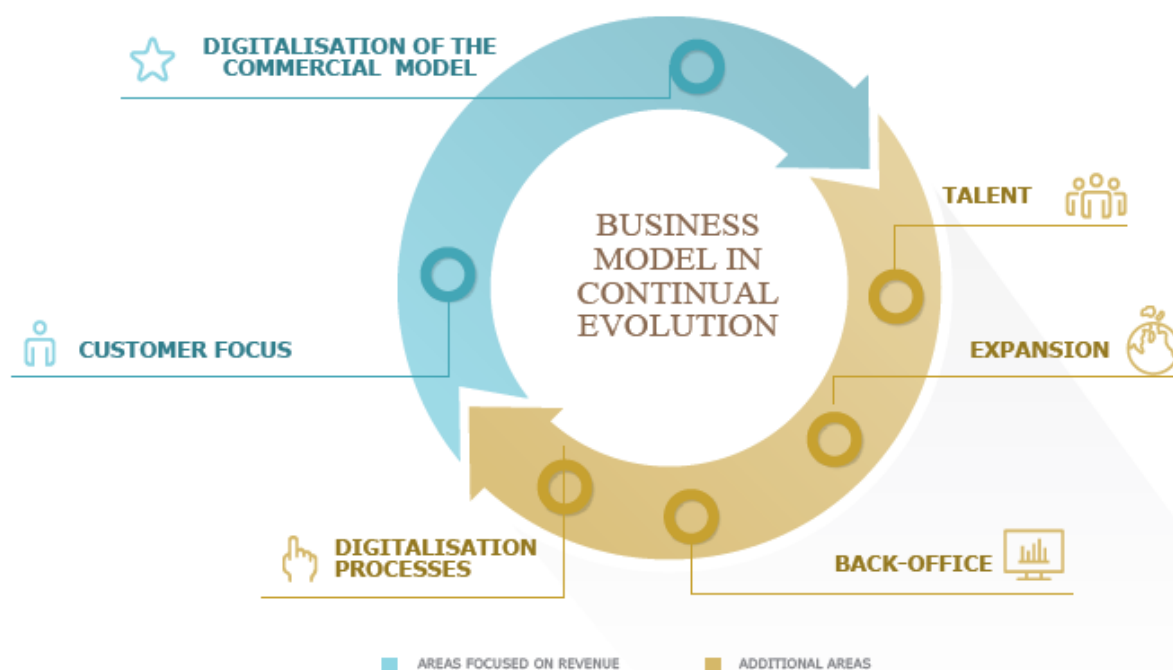 DIGITALISATION OF THE
COMMERCIAL MODEL
TALENT
BUSINESS
MODEL IN
CONTINUAL
EVOLUTION
CUSTOMER FOCUS
EXPANSION
DIGITALISATION
PROCESSES
BACK-OFFICE
AREAS FOCUSED ON REVENUE
ADDITIONAL AREAS